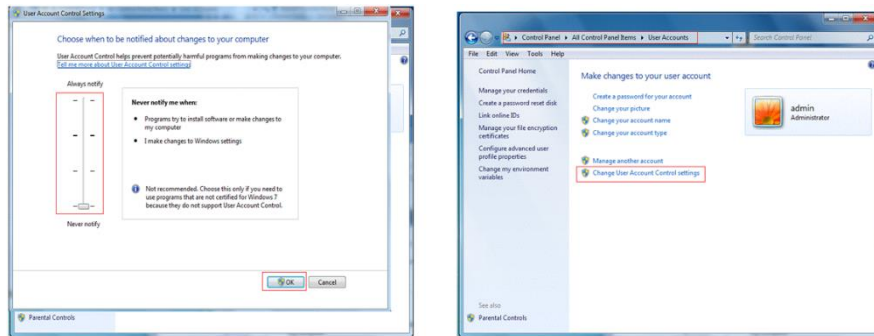 User Account Control Settings
Choose when to be notified about changes to your computer
User Account Control helps prevent potentially harmful programs from making changes to your computer.
Tell me more about User Account Control settings
Always notify
Never notify me when:
Programs try to install software or make changes to
my computer
I make changes to Windows settings
Not recommended. Choose this only if you need to
use programs that are not certified for Windows 7
because they do not support User Account Control.
Never notify
OK
Cancel
Parental Controls
Control Panel
All Control Panel Items
User Accounts
Search Control Panel
File Edit View Tools Help
Control Panel Home
Manage your credentials
Create a password reset disk
Link online IDs
Manage your file encryption
certificates
Configure advanced user
profile properties
Change my environment
variables
See also
Parental Controls
Make changes to your user account
Create a password for your account
Change your picture
Change your account name
Change your account type
Manage another account
Change User Account Control settings
admin
Administrator